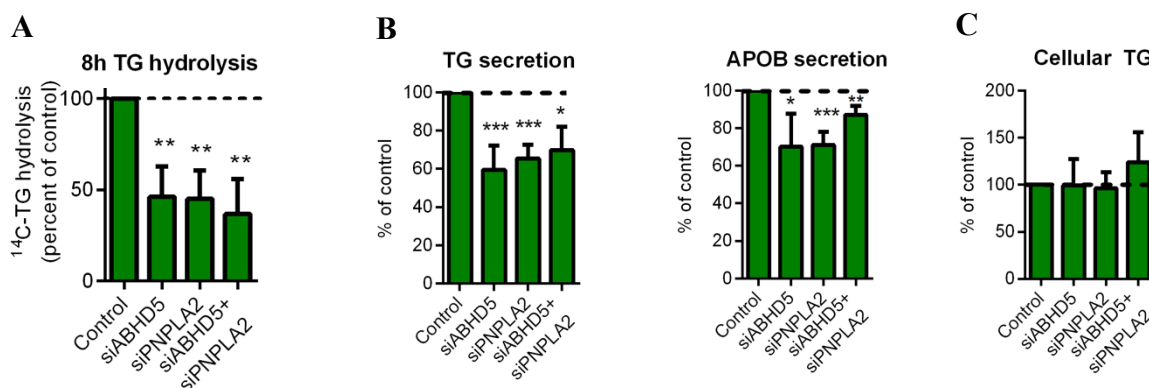 A
8h TG hydrolysis
¹⁴C-TG hydrolysis
(percent of control)
100
50
0
**
**
**
Control
siABHD5
siPNPLA2
siABHD5+
siPNPLA2
B
TG secretion
% of control
100
80
60
40
20
0
***
***
*
Control
siABHD5
siPNPLA2
siABHD5+
siPNPLA2
APOB secretion
% of control
100
80
60
40
20
0
*
***
**
Control
siABHD5
siPNPLA2
siABHD5+
siPNPLA2
C
Cellular TG
% of control
200
150
100
50
0
Control
siABHD5
siPNPLA2
siABHD5+
siPNPLA2